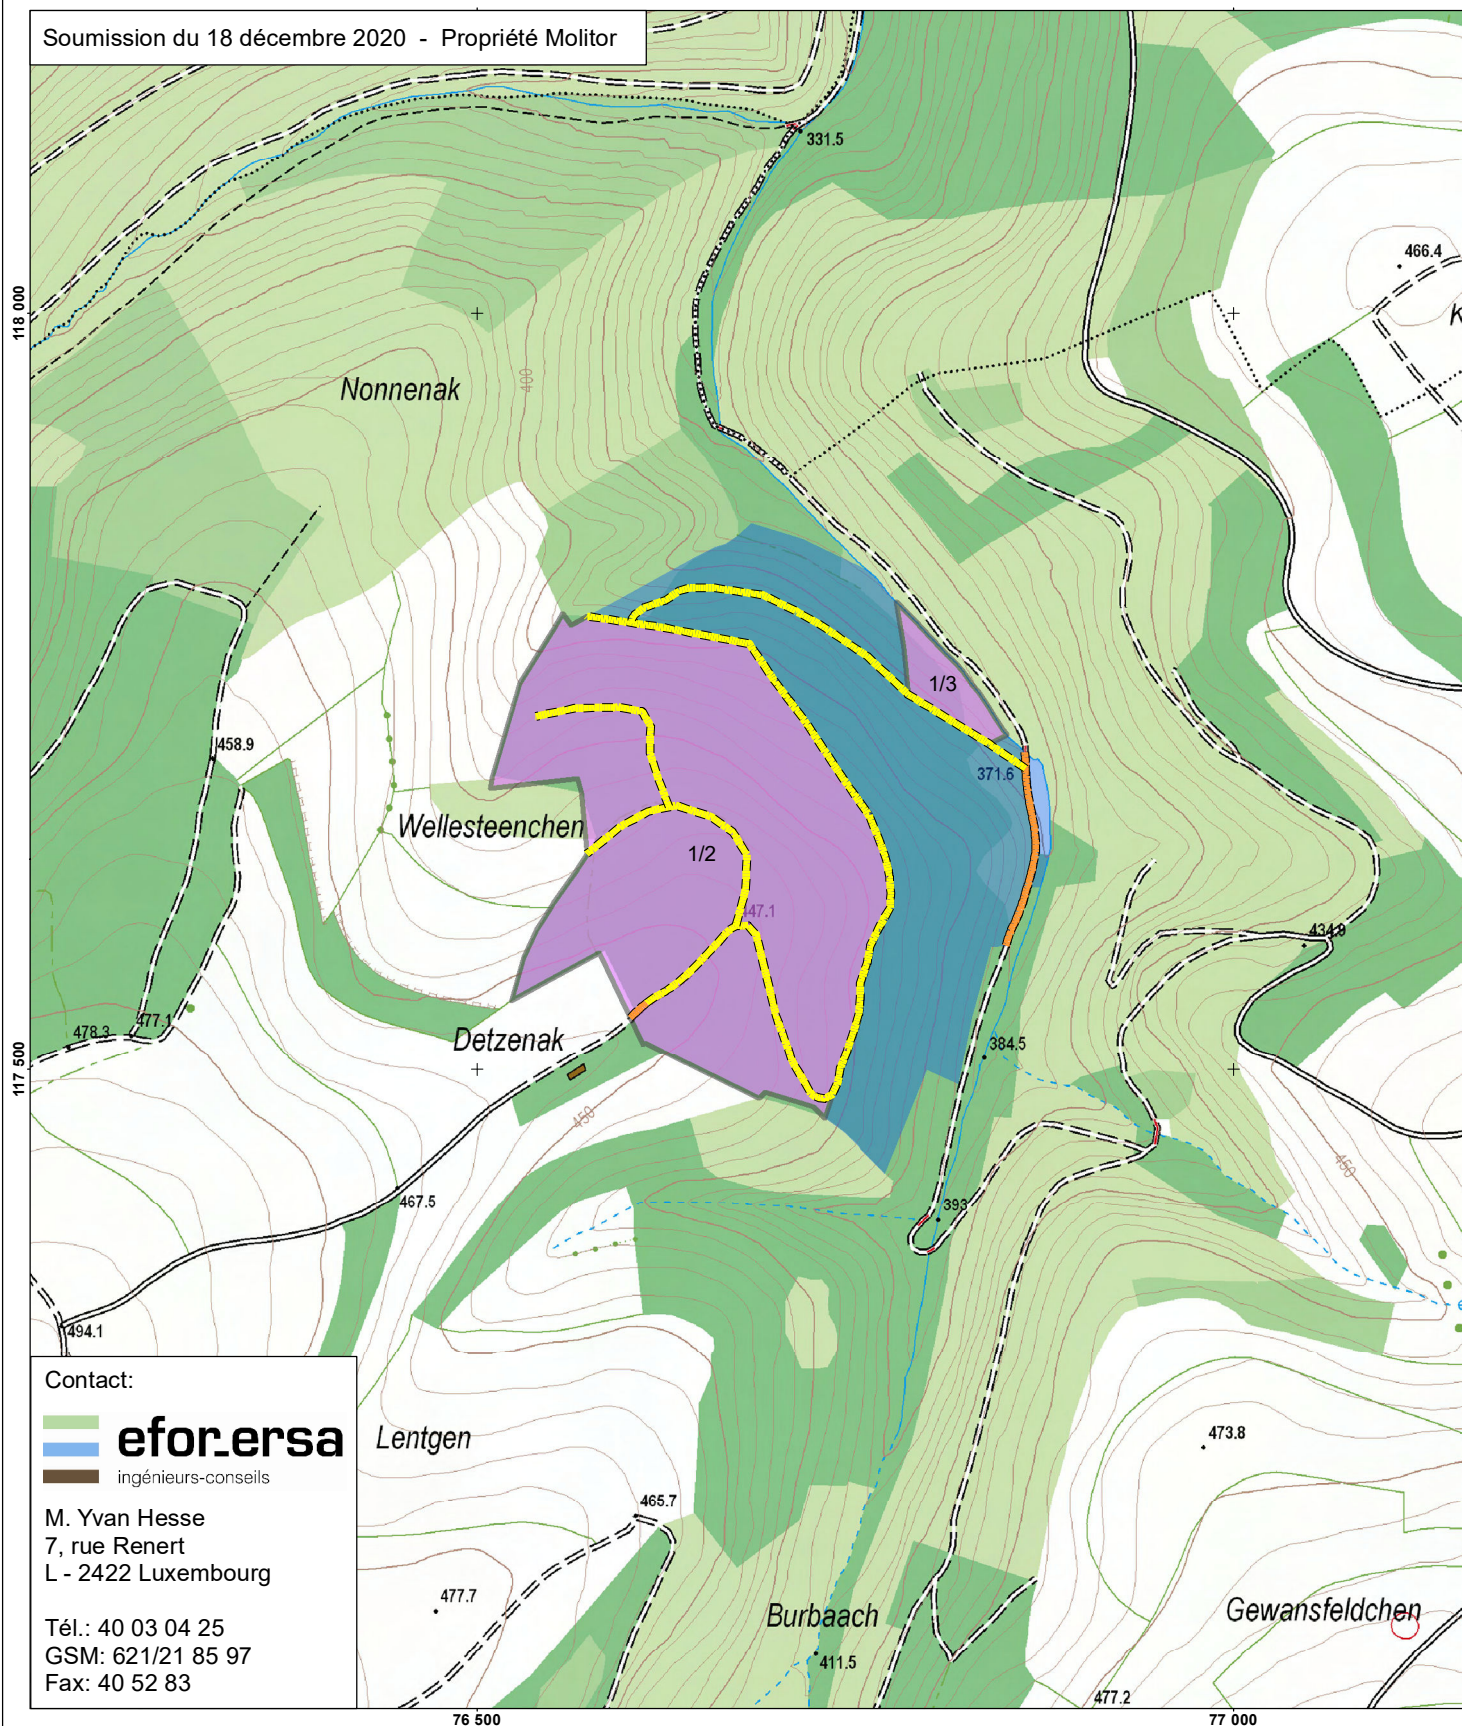 Soumission du 18 décembre 2020 - Propriété Molitor
331.5
466.4
118 000
K
Nonnenak
400
1/3
458.9
371.6
Wellesteenchen
1/2
447.1
434.9
478.3
477.1
Detzenak
384.5
117 500
450
450
467.5
393
494.1
Contact:
efor_ersa
ingénieurs-conseils
M. Yvan Hesse
7, rue Renert
L - 2422 Luxembourg
Tél.: 40 03 04 25
GSM: 621/21 85 97
Fax: 40 52 83
Lentgen
473.8
465.7
477.7
Burbaach
Gewansfeldchen
411.5
477.2
76 500
77 000